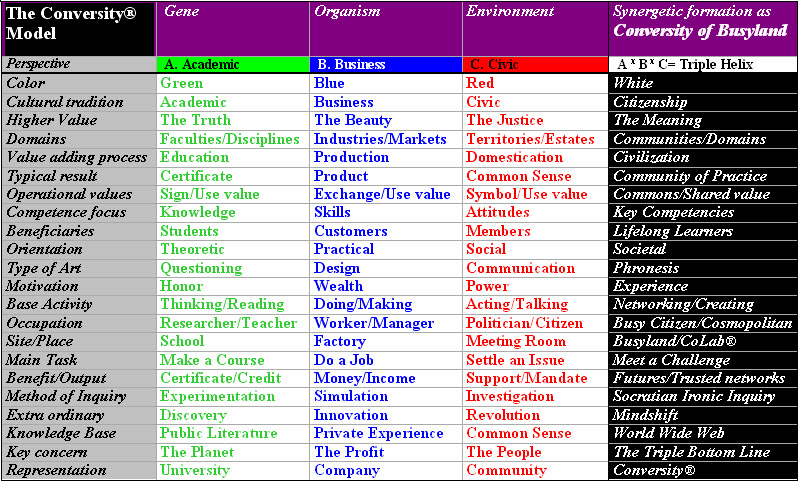 The Conversity® Model Gene Organism Environment Synergetic formation as Conversity of Busyland
Perspective A. Academic B. Business C. Civic A * B * C= Triple Helix
Color Green Blue Red White
Cultural tradition Academic Business Civic Citizenship
Higher Value The Truth The Beauty The Justice The Meaning
Domains Faculties/Disciplines Industries/Markets Territories/Estates Communities/Domains
Value adding process Education Production Domestication Civilization
Typical result Certificate Product Common Sense Community of Practice
Operational values Sign/Use value Exchange/Use value Symbol/Use value Commons/Shared value
Competence focus Knowledge Skills Attitudes Key Competencies
Beneficiaries Students Customers Members Lifelong Learners
Orientation Theoretic Practical Social Societal
Type of Art Questioning Design Communication Phronesis
Motivation Honor Wealth Power Experience
Base Activity Thinking/Reading Doing/Making Acting/Talking Networking/Creating
Occupation Researcher/Teacher Worker/Manager Politician/Citizen Busy Citizen/Cosmopolitan
Site/Place School Factory Meeting Room Busyland/CoLab®
Main Task Make a Course Do a Job Settle an Issue Meet a Challenge
Benefit/Output Certificate/Credit Money/Income Support/Mandate Futures/Trusted networks
Method of Inquiry Experimentation Simulation Investigation Socratian Ironic Inquiry
Extra ordinary Discovery Innovation Revolution Mindshift
Knowledge Base Public Literature Private Experience Common Sense World Wide Web
Key concern The Planet The Profit The People The Triple Bottom Line
Representation University Company Community Conversity®